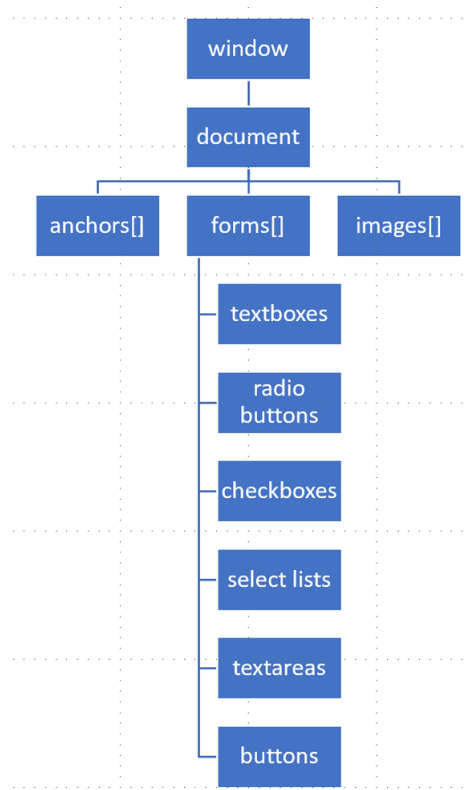 window
document
anchors[]
forms[]
images[]
textboxes
radio
buttons
checkboxes
select lists
textareas
buttons